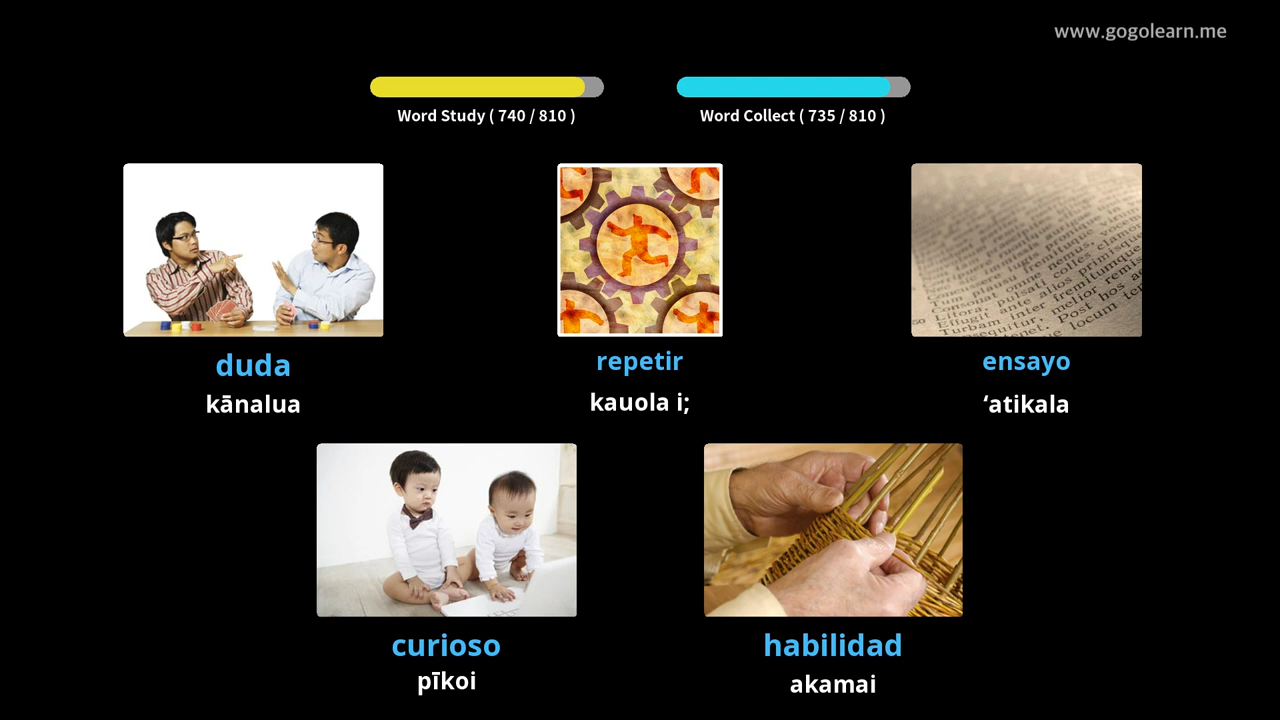 www.gogolearn.me
Word Study ( 740 / 810 )
Word Collect ( 735 / 810 )
duda
kānalua
repetir
kauola i;
ensayo
ʻatikala
curioso
pīkoi
habilidad
akamai